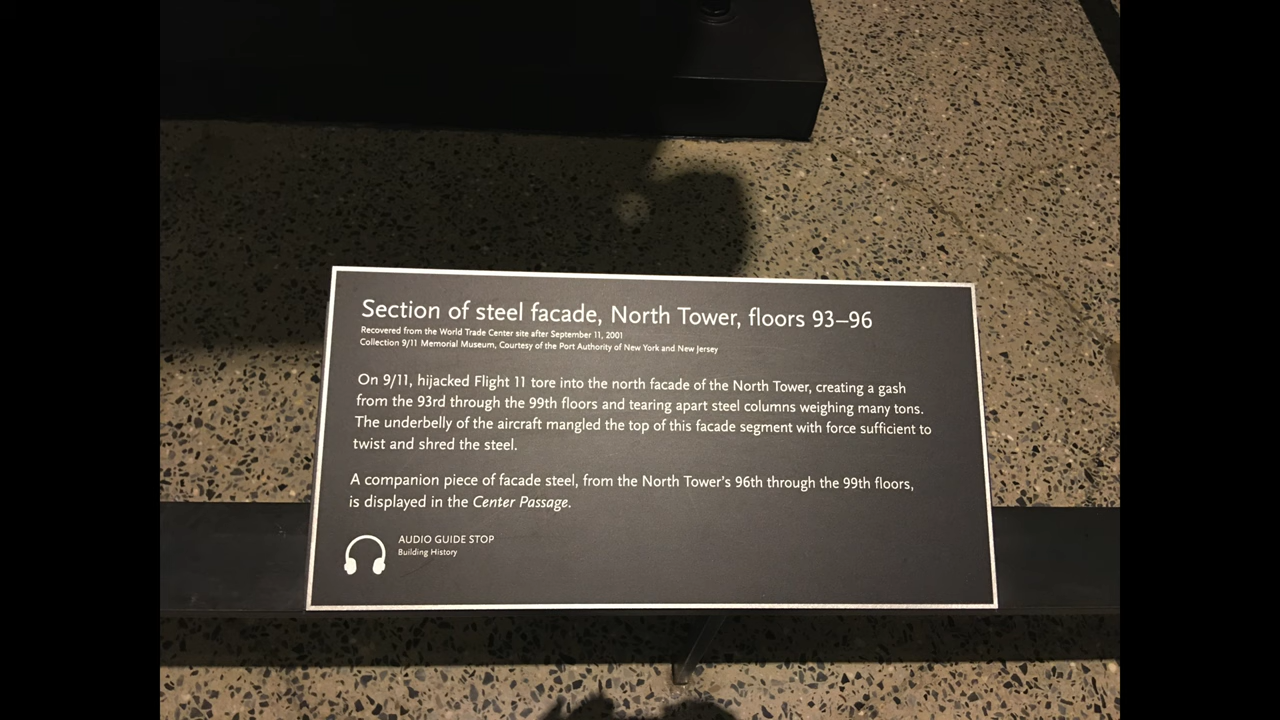 Section of steel facade, North Tower, floors 93–96
Recovered from the World Trade Center site after September 11, 2001
Collection 9/11 Memorial Museum, Courtesy of the Port Authority of New York and New Jersey
On 9/11, hijacked Flight 11 tore into the north facade of the North Tower, creating a gash
from the 93rd through the 99th floors and tearing apart steel columns weighing many tons.
The underbelly of the aircraft mangled the top of this facade segment with force sufficient to
twist and shred the steel.
A companion piece of facade steel, from the North Tower’s 96th through the 99th floors,
is displayed in the Center Passage.
AUDIO GUIDE STOP
Building History